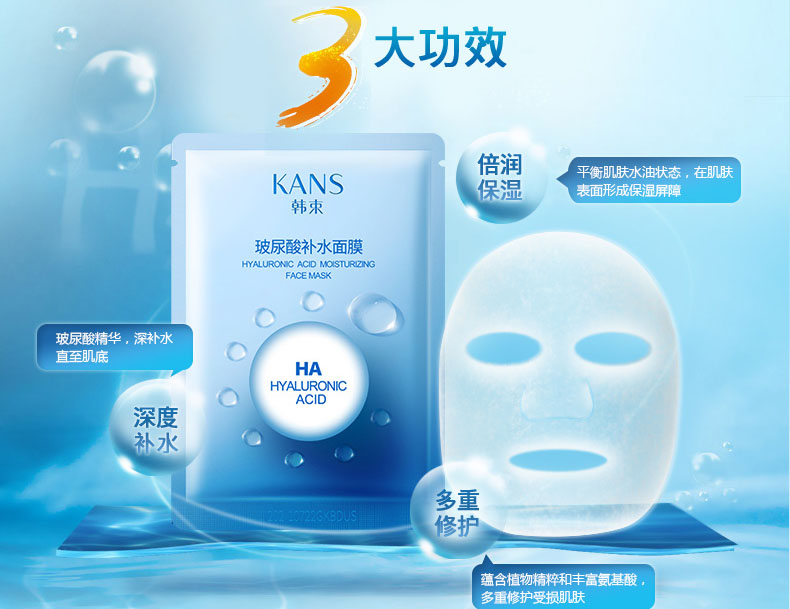 3大功效
KANS
韩束
玻尿酸补水面膜
HYALURONIC ACID MOISTURIZING
FACE MASK
HA
HYALURONIC
ACID
倍润
保湿
平衡肌肤水油状态，在肌肤
表面形成保湿屏障
玻尿酸精华，深补水
直至肌底
深度
补水
多重
修护
蕴含植物精粹和丰富氨基酸，
多重修护受损肌肤